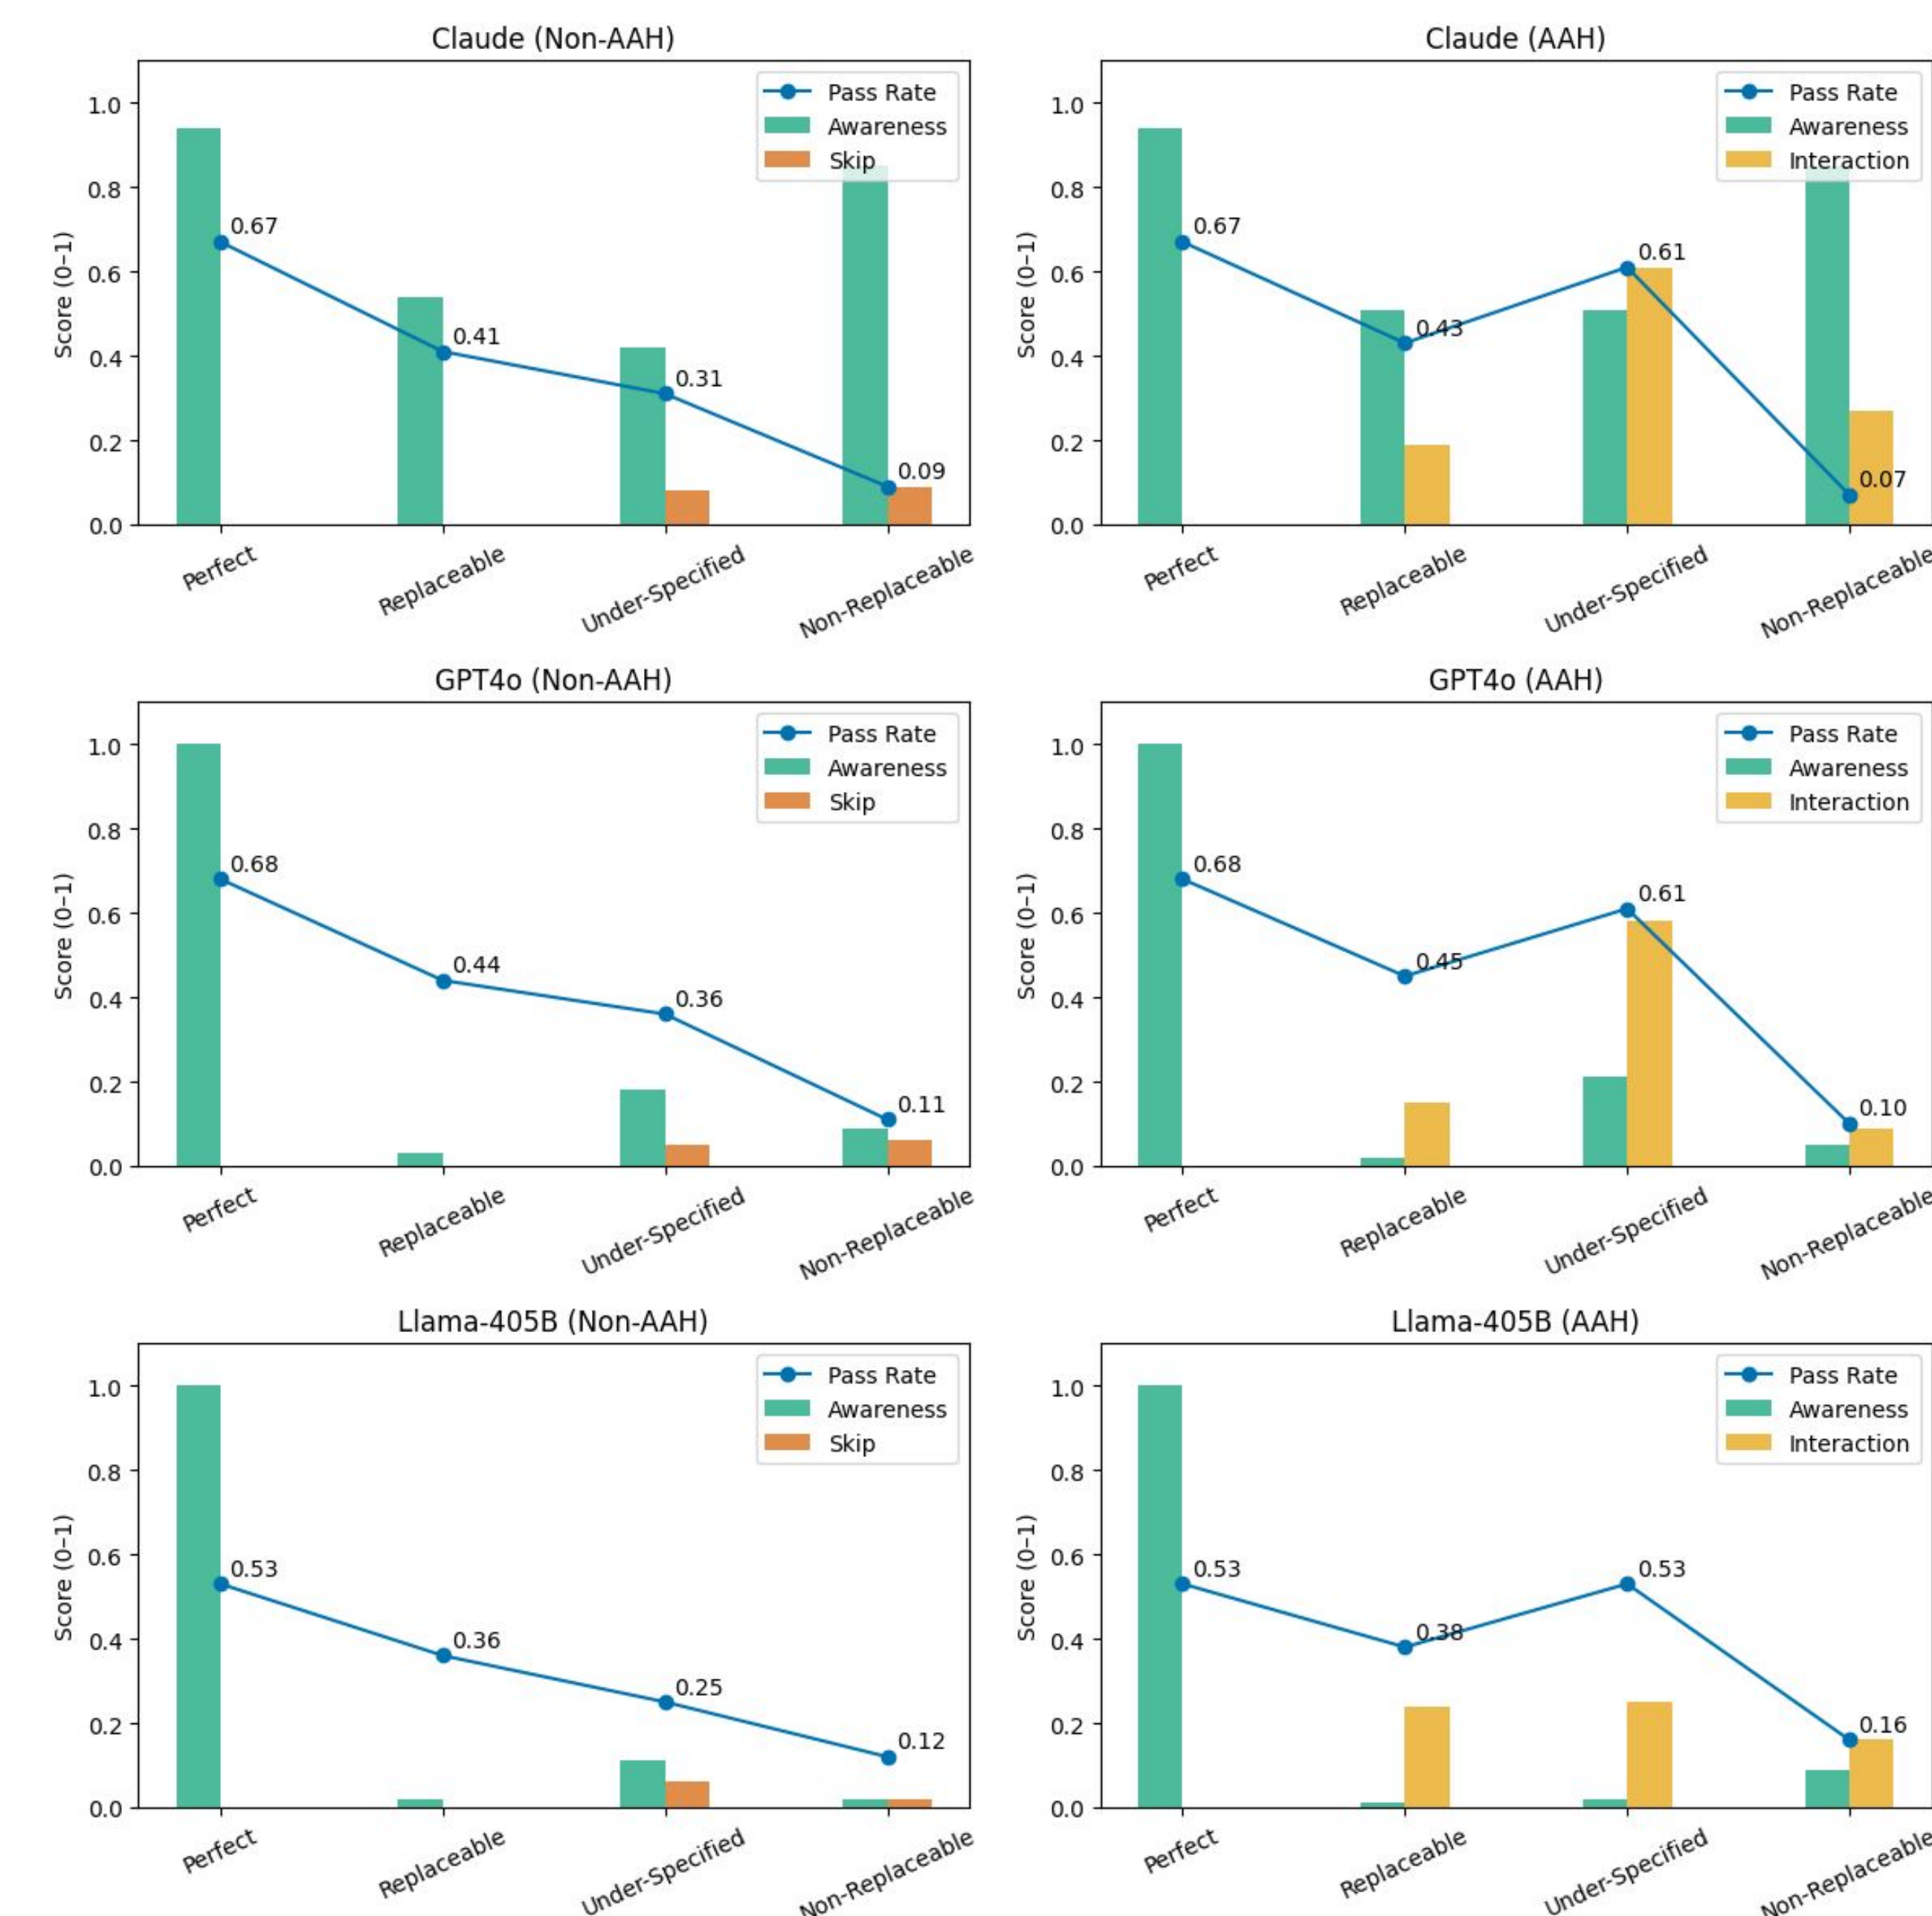 Claude (Non-AAH)
Pass Rate
Awareness
Skip
Score (0–1)
1.0
0.8
0.6
0.4
0.2
0.0
0.67
0.41
0.31
0.09
Perfect
Replaceable
Under-Specified
Non-Replaceable
Claude (AAH)
Pass Rate
Awareness
Interaction
Score (0–1)
1.0
0.8
0.6
0.4
0.2
0.0
0.67
0.43
0.61
0.07
Perfect
Replaceable
Under-Specified
Non-Replaceable
GPT4o (Non-AAH)
Pass Rate
Awareness
Skip
Score (0–1)
1.0
0.8
0.6
0.4
0.2
0.0
0.68
0.44
0.36
0.11
Perfect
Replaceable
Under-Specified
Non-Replaceable
GPT4o (AAH)
Pass Rate
Awareness
Interaction
Score (0–1)
1.0
0.8
0.6
0.4
0.2
0.0
0.68
0.45
0.61
0.10
Perfect
Replaceable
Under-Specified
Non-Replaceable
Llama-405B (Non-AAH)
Pass Rate
Awareness
Skip
Score (0–1)
1.0
0.8
0.6
0.4
0.2
0.0
0.53
0.36
0.25
0.12
Perfect
Replaceable
Under-Specified
Non-Replaceable
Llama-405B (AAH)
Pass Rate
Awareness
Interaction
Score (0–1)
1.0
0.8
0.6
0.4
0.2
0.0
0.53
0.38
0.53
0.16
Perfect
Replaceable
Under-Specified
Non-Replaceable